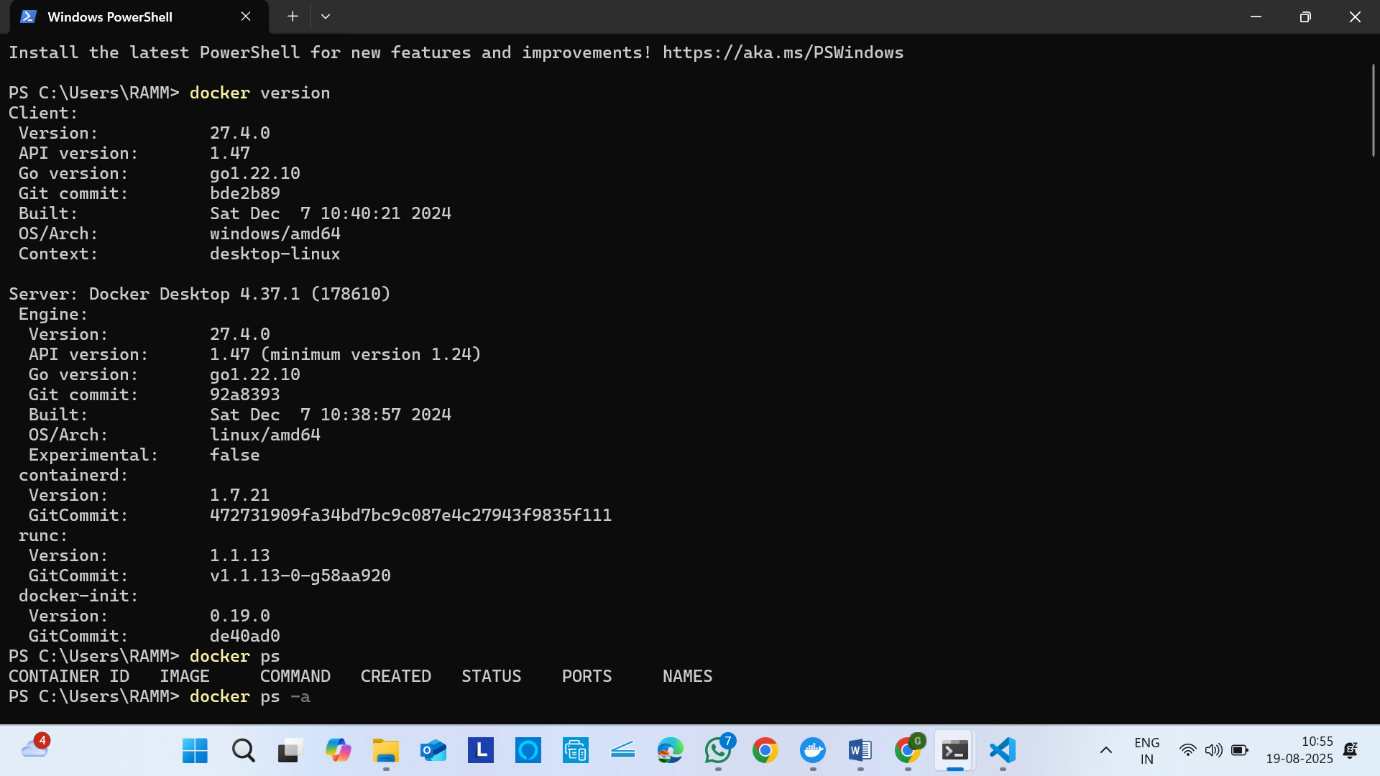 Windows PowerShell
Install the latest PowerShell for new features and improvements! https://aka.ms/PSWindows
PS C:\Users\RAMM> docker version
Client:
Version: 27.4.0
API version: 1.47
Go version: go1.22.10
Git commit: bde2b89
Built: Sat Dec 7 10:40:21 2024
OS/Arch: windows/amd64
Context: desktop-linux
Server: Docker Desktop 4.37.1 (178610)
Engine:
Version: 27.4.0
API version: 1.47 (minimum version 1.24)
Go version: go1.22.10
Git commit: 92a8393
Built: Sat Dec 7 10:38:57 2024
OS/Arch: linux/amd64
Experimental: false
containerd:
Version: 1.7.21
GitCommit: 472731909fa34bd7bc9c087e4c27943f9835f111
runc:
Version: 1.1.13
GitCommit: v1.1.13-0-g58aa920
docker-init:
Version: 0.19.0
GitCommit: de40ad0
PS C:\Users\RAMM> docker ps
CONTAINER ID IMAGE COMMAND CREATED STATUS PORTS NAMES
PS C:\Users\RAMM> docker ps -a
4
L
7
G
ENG
IN
10:55
19-08-2025